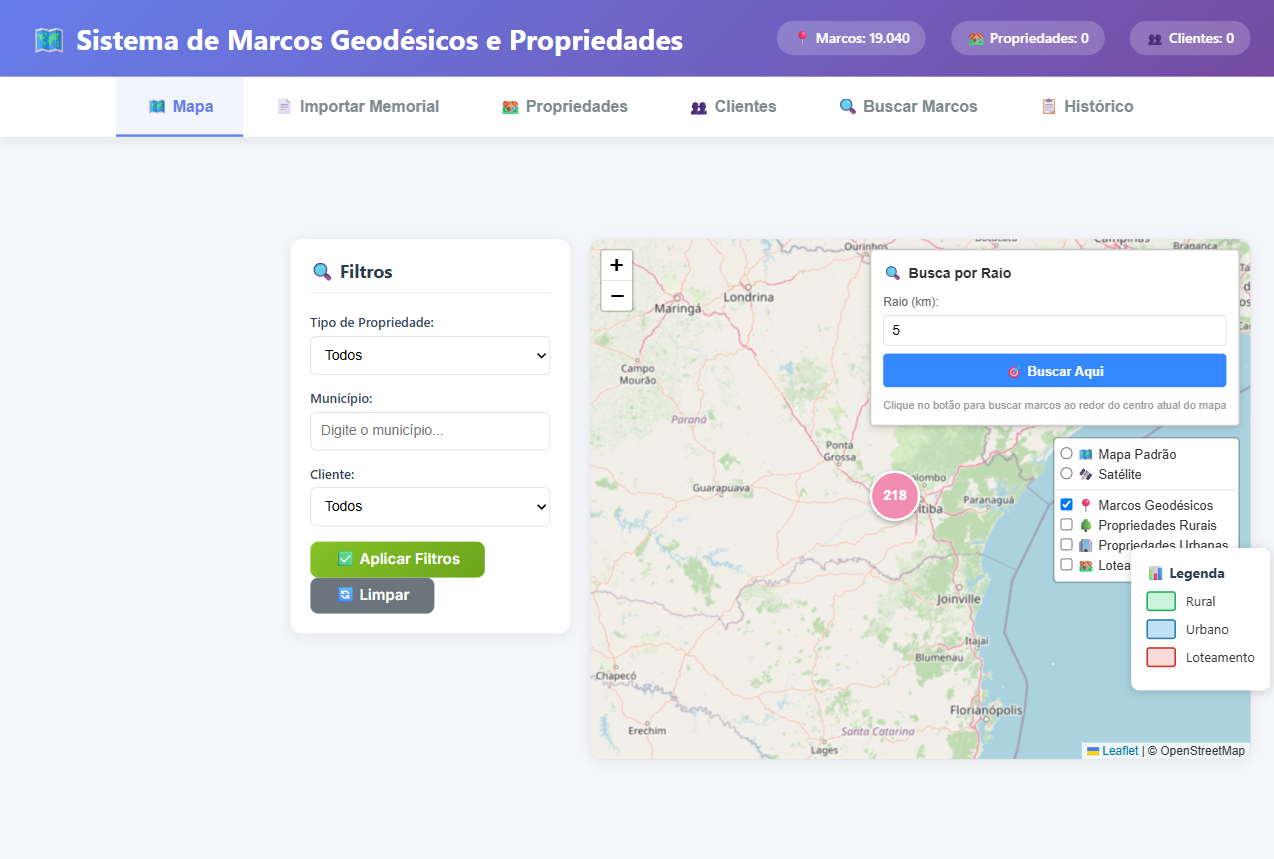 Sistema de Marcos Geodésicos e Propriedades
Marcos: 19.040
Propriedades: 0
Clientes: 0
Mapa
Importar Memorial
Propriedades
Clientes
Buscar Marcos
Histórico
Filtros
Tipo de Propriedade:
Todos
Município:
Digite o município...
Cliente:
Todos
Aplicar Filtros
Limpar
+
−
Ourinhos
Londrina
Maringá
Campo
Mourão
Paraná
Ponta
Grossa
Guarapuava
218
Paranaguá
Joinville
Itajaí
Blumenau
Chapecó
Florianópolis
Erechim
Santa Catarina
Lages
Campinas
Bragança
Busca por Raio
Raio (km):
5
Buscar Aqui
Clique no botão para buscar marcos ao redor do centro atual do mapa
Mapa Padrão
Satélite
Marcos Geodésicos
Propriedades Rurais
Propriedades Urbanas
Lotea
Legenda
Rural
Urbano
Loteamento
Leaflet | © OpenStreetMap